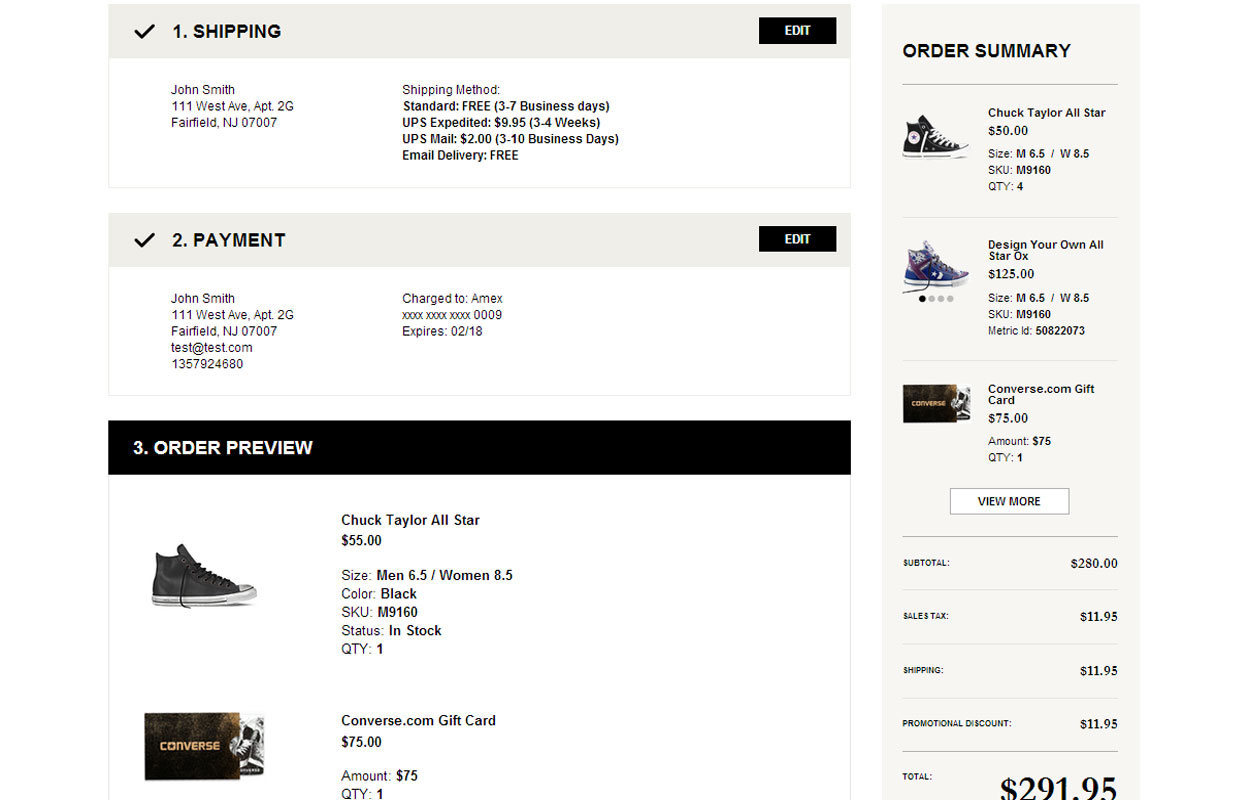 1. SHIPPING
EDIT
John Smith
111 West Ave, Apt. 2G
Fairfield, NJ 07007
Shipping Method:
Standard: FREE (3-7 Business days)
UPS Expedited: $9.95 (3-4 Weeks)
UPS Mail: $2.00 (3-10 Business Days)
Email Delivery: FREE
2. PAYMENT
EDIT
John Smith
111 West Ave, Apt. 2G
Fairfield, NJ 07007
test@test.com
1357924680
Charged to: Amex
xxxx xxxx xxxx 0009
Expires: 02/18
3. ORDER PREVIEW
Chuck Taylor All Star
$55.00
Size: Men 6.5 / Women 8.5
Color: Black
SKU: M9160
Status: In Stock
QTY: 1
CONVERSE
Converse.com Gift Card
$75.00
Amount: $75
QTY: 1
ORDER SUMMARY
Chuck Taylor All Star
$50.00
Size: M 6.5 / W 8.5
SKU: M9160
QTY: 4
Design Your Own All
Star Ox
$125.00
Size: M 6.5 / W 8.5
SKU: M9160
Metric Id: 50822073
CONVERSE
Converse.com Gift
Card
$75.00
Amount: $75
QTY: 1
VIEW MORE
SUBTOTAL: $280.00
SALES TAX: $11.95
SHIPPING: $11.95
PROMOTIONAL DISCOUNT: $11.95
TOTAL: $291.95